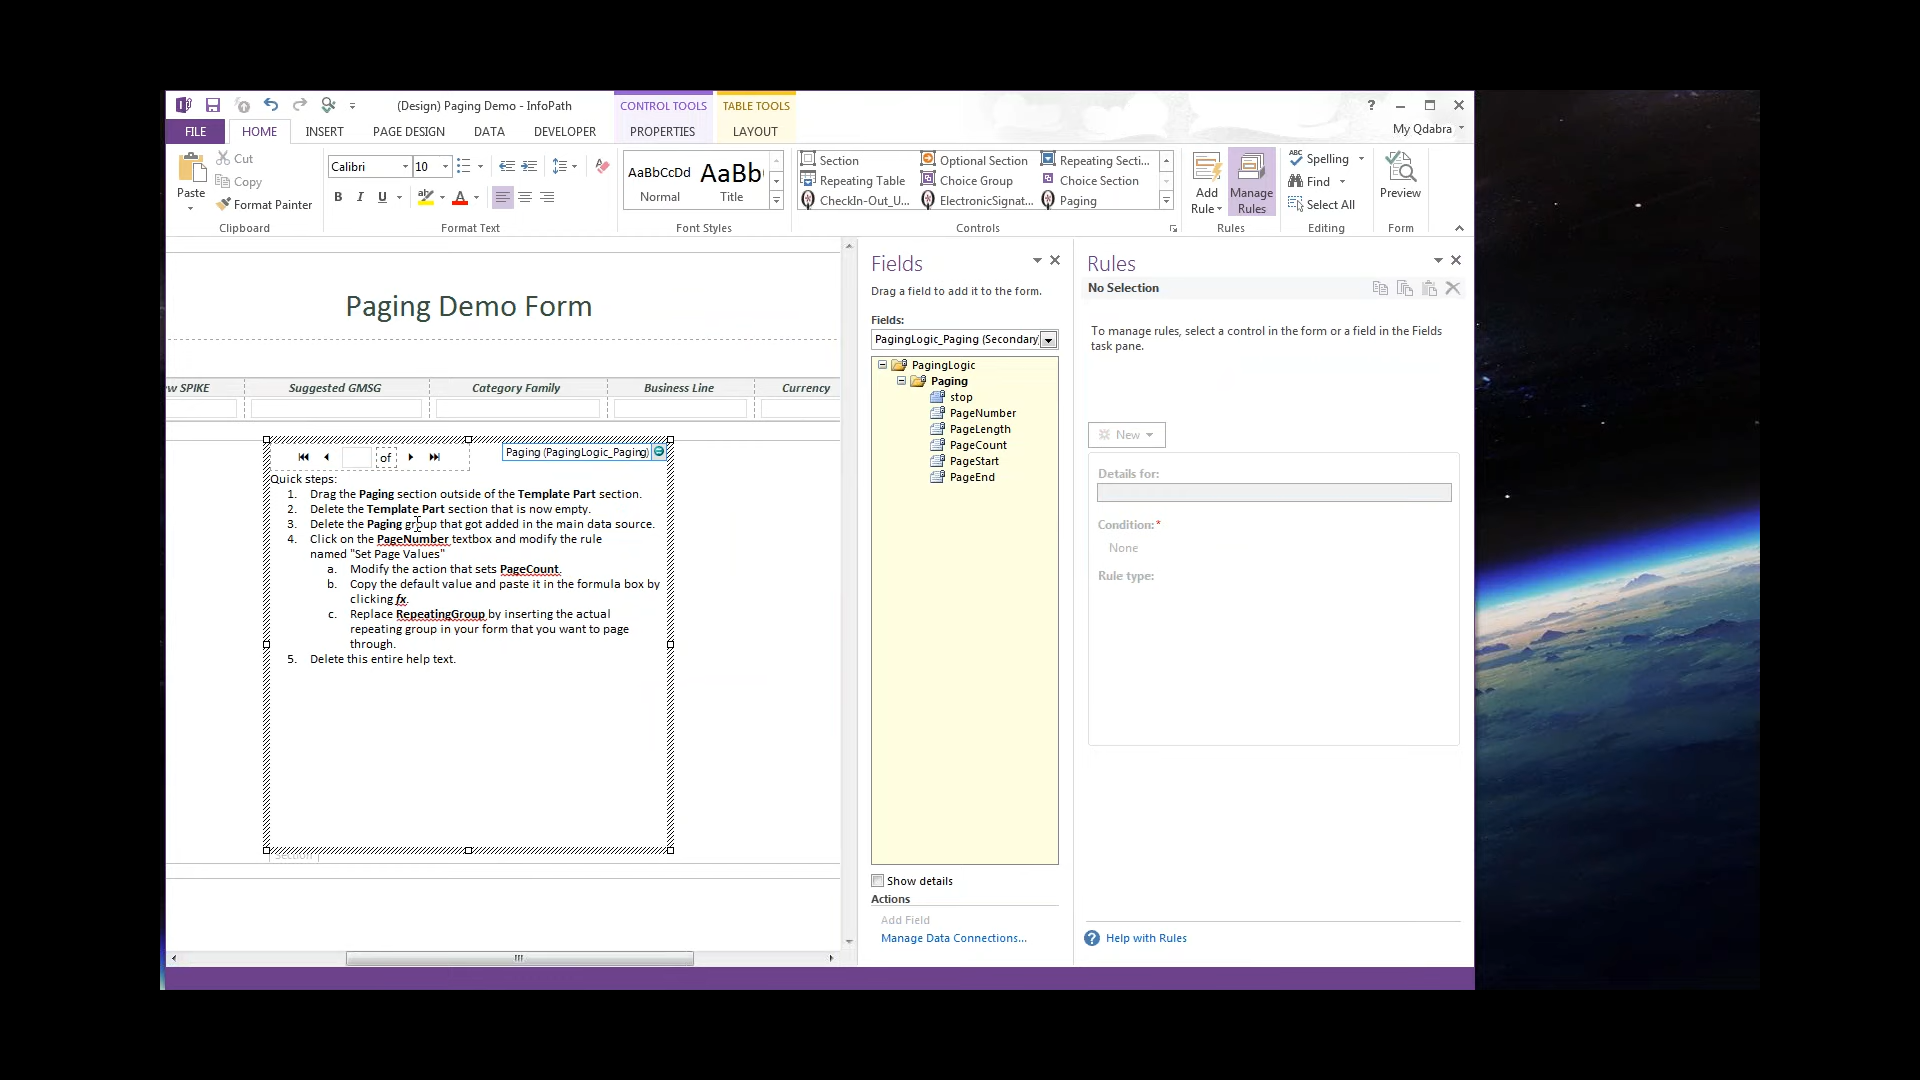 (Design) Paging Demo - InfoPath
CONTROL TOOLS
TABLE TOOLS
?
My Qdabra
FILE
HOME
INSERT
PAGE DESIGN
DATA
DEVELOPER
PROPERTIES
LAYOUT
Paste
Cut
Copy
Format Painter
Clipboard
Calibri
10
B I U
A
Format Text
AaBbCcDd
Normal
AaBb
Title
Font Styles
Section
Optional Section
Repeating Secti...
Repeating Table
Choice Group
Choice Section
CheckIn-Out_U...
ElectronicSignat...
Paging
Controls
Add Rule
Manage Rules
Rules
Spelling
Find
Select All
Editing
Preview
Form
Paging Demo Form
w SPIKE
Suggested GMSG
Category Family
Business Line
Currency
of
Paging (PagingLogic_Paging)
Quick steps:
1. Drag the Paging section outside of the Template Part section.
2. Delete the Template Part section that is now empty.
3. Delete the Paging group that got added in the main data source.
4. Click on the PageNumber textbox and modify the rule
named "Set Page Values"
a. Modify the action that sets PageCount.
b. Copy the default value and paste it in the formula box by
clicking fx.
c. Replace RepeatingGroup by inserting the actual
repeating group in your form that you want to page
through.
5. Delete this entire help text.
Section
Fields
Drag a field to add it to the form.
Fields:
PagingLogic_Paging (Secondary)
PagingLogic
Paging
stop
PageNumber
PageLength
PageCount
PageStart
PageEnd
Show details
Actions
Add Field
Manage Data Connections...
Rules
No Selection
To manage rules, select a control in the form or a field in the Fields
task pane.
New
Details for:
Condition:*
None
Rule type:
Help with Rules